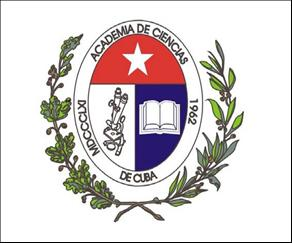 ACADEMIA DE CIENCIAS
MDCCCLXI
1962
DE CUBA